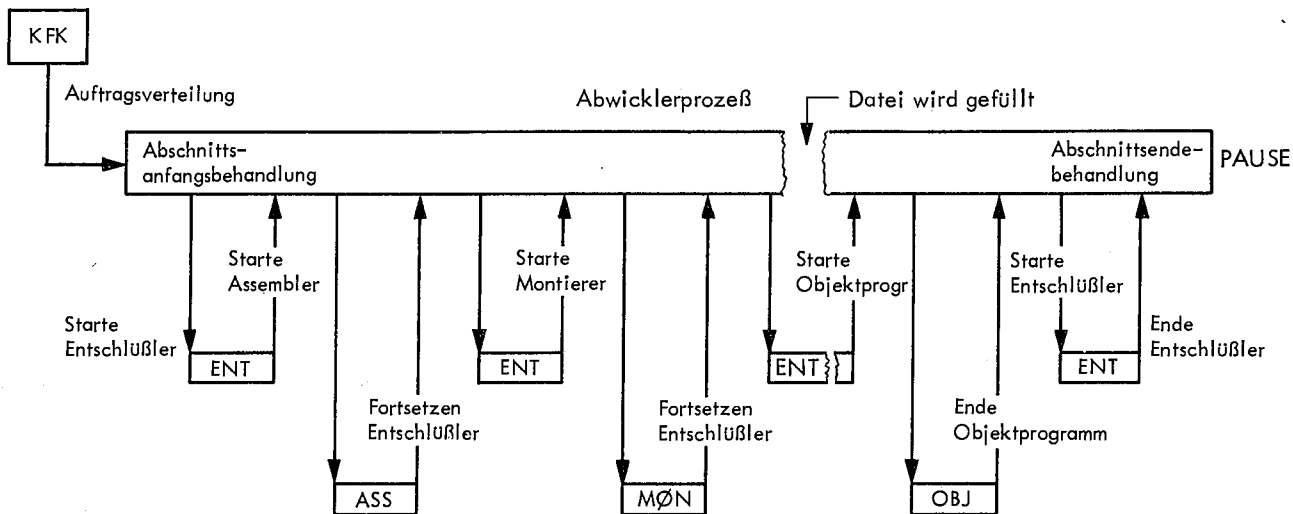 KFK
Auftragsverteilung
Abwicklerprozeß
Datei wird gefüllt
Abschnitts-
anfangsbehandlung
Abschnittsende-
behandlung
PAUSE
Starte
Assembler
Starte
Montierer
Starte
Objektprogr
Starte
Entschlüßler
Starte
Entschlüßler
Ende
Entschlüßler
ENT
ENT
ENT
ENT
Fortsetzen
Entschlüßler
Fortsetzen
Entschlüßler
Ende
Objektprogramm
ASS
MØN
OBJ